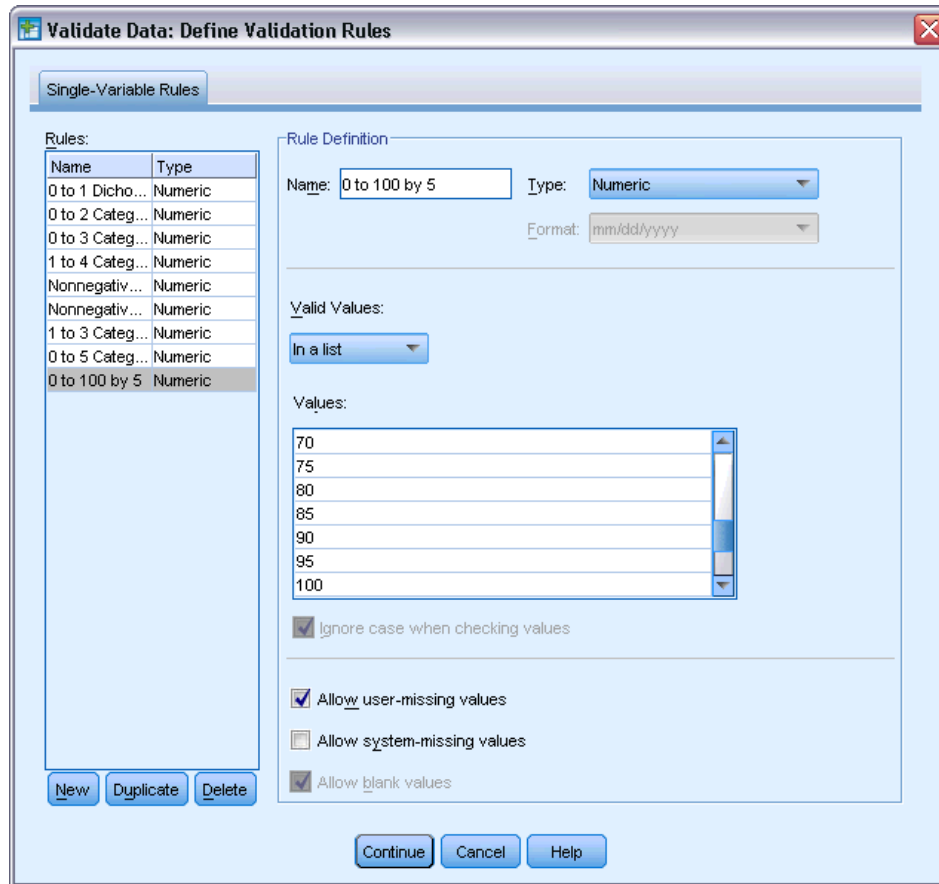 Validate Data: Define Validation Rules
Single-Variable Rules
Rules:
Name Type
0 to 1 Dicho... Numeric
0 to 2 Categ... Numeric
0 to 3 Categ... Numeric
1 to 4 Categ... Numeric
Nonnegativ... Numeric
Nonnegativ... Numeric
1 to 3 Categ... Numeric
0 to 5 Categ... Numeric
0 to 100 by 5 Numeric
New Duplicate Delete
Rule Definition
Name: 0 to 100 by 5 Type: Numeric
Format: mm/dd/yyyy
Valid Values:
In a list
Values:
70
75
80
85
90
95
100
Ignore case when checking values
Allow user-missing values
Allow system-missing values
Allow blank values
Continue Cancel Help